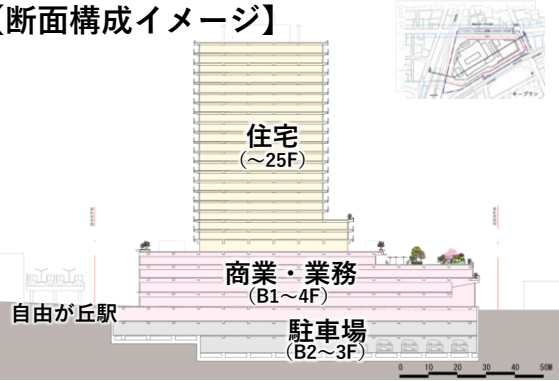 【断面構成イメージ】
キープラン
住宅
(～25F)
商業・業務
(B1～4F)
自由が丘駅
駐車場
(B2～3F)
0 10 20 30 40 50M